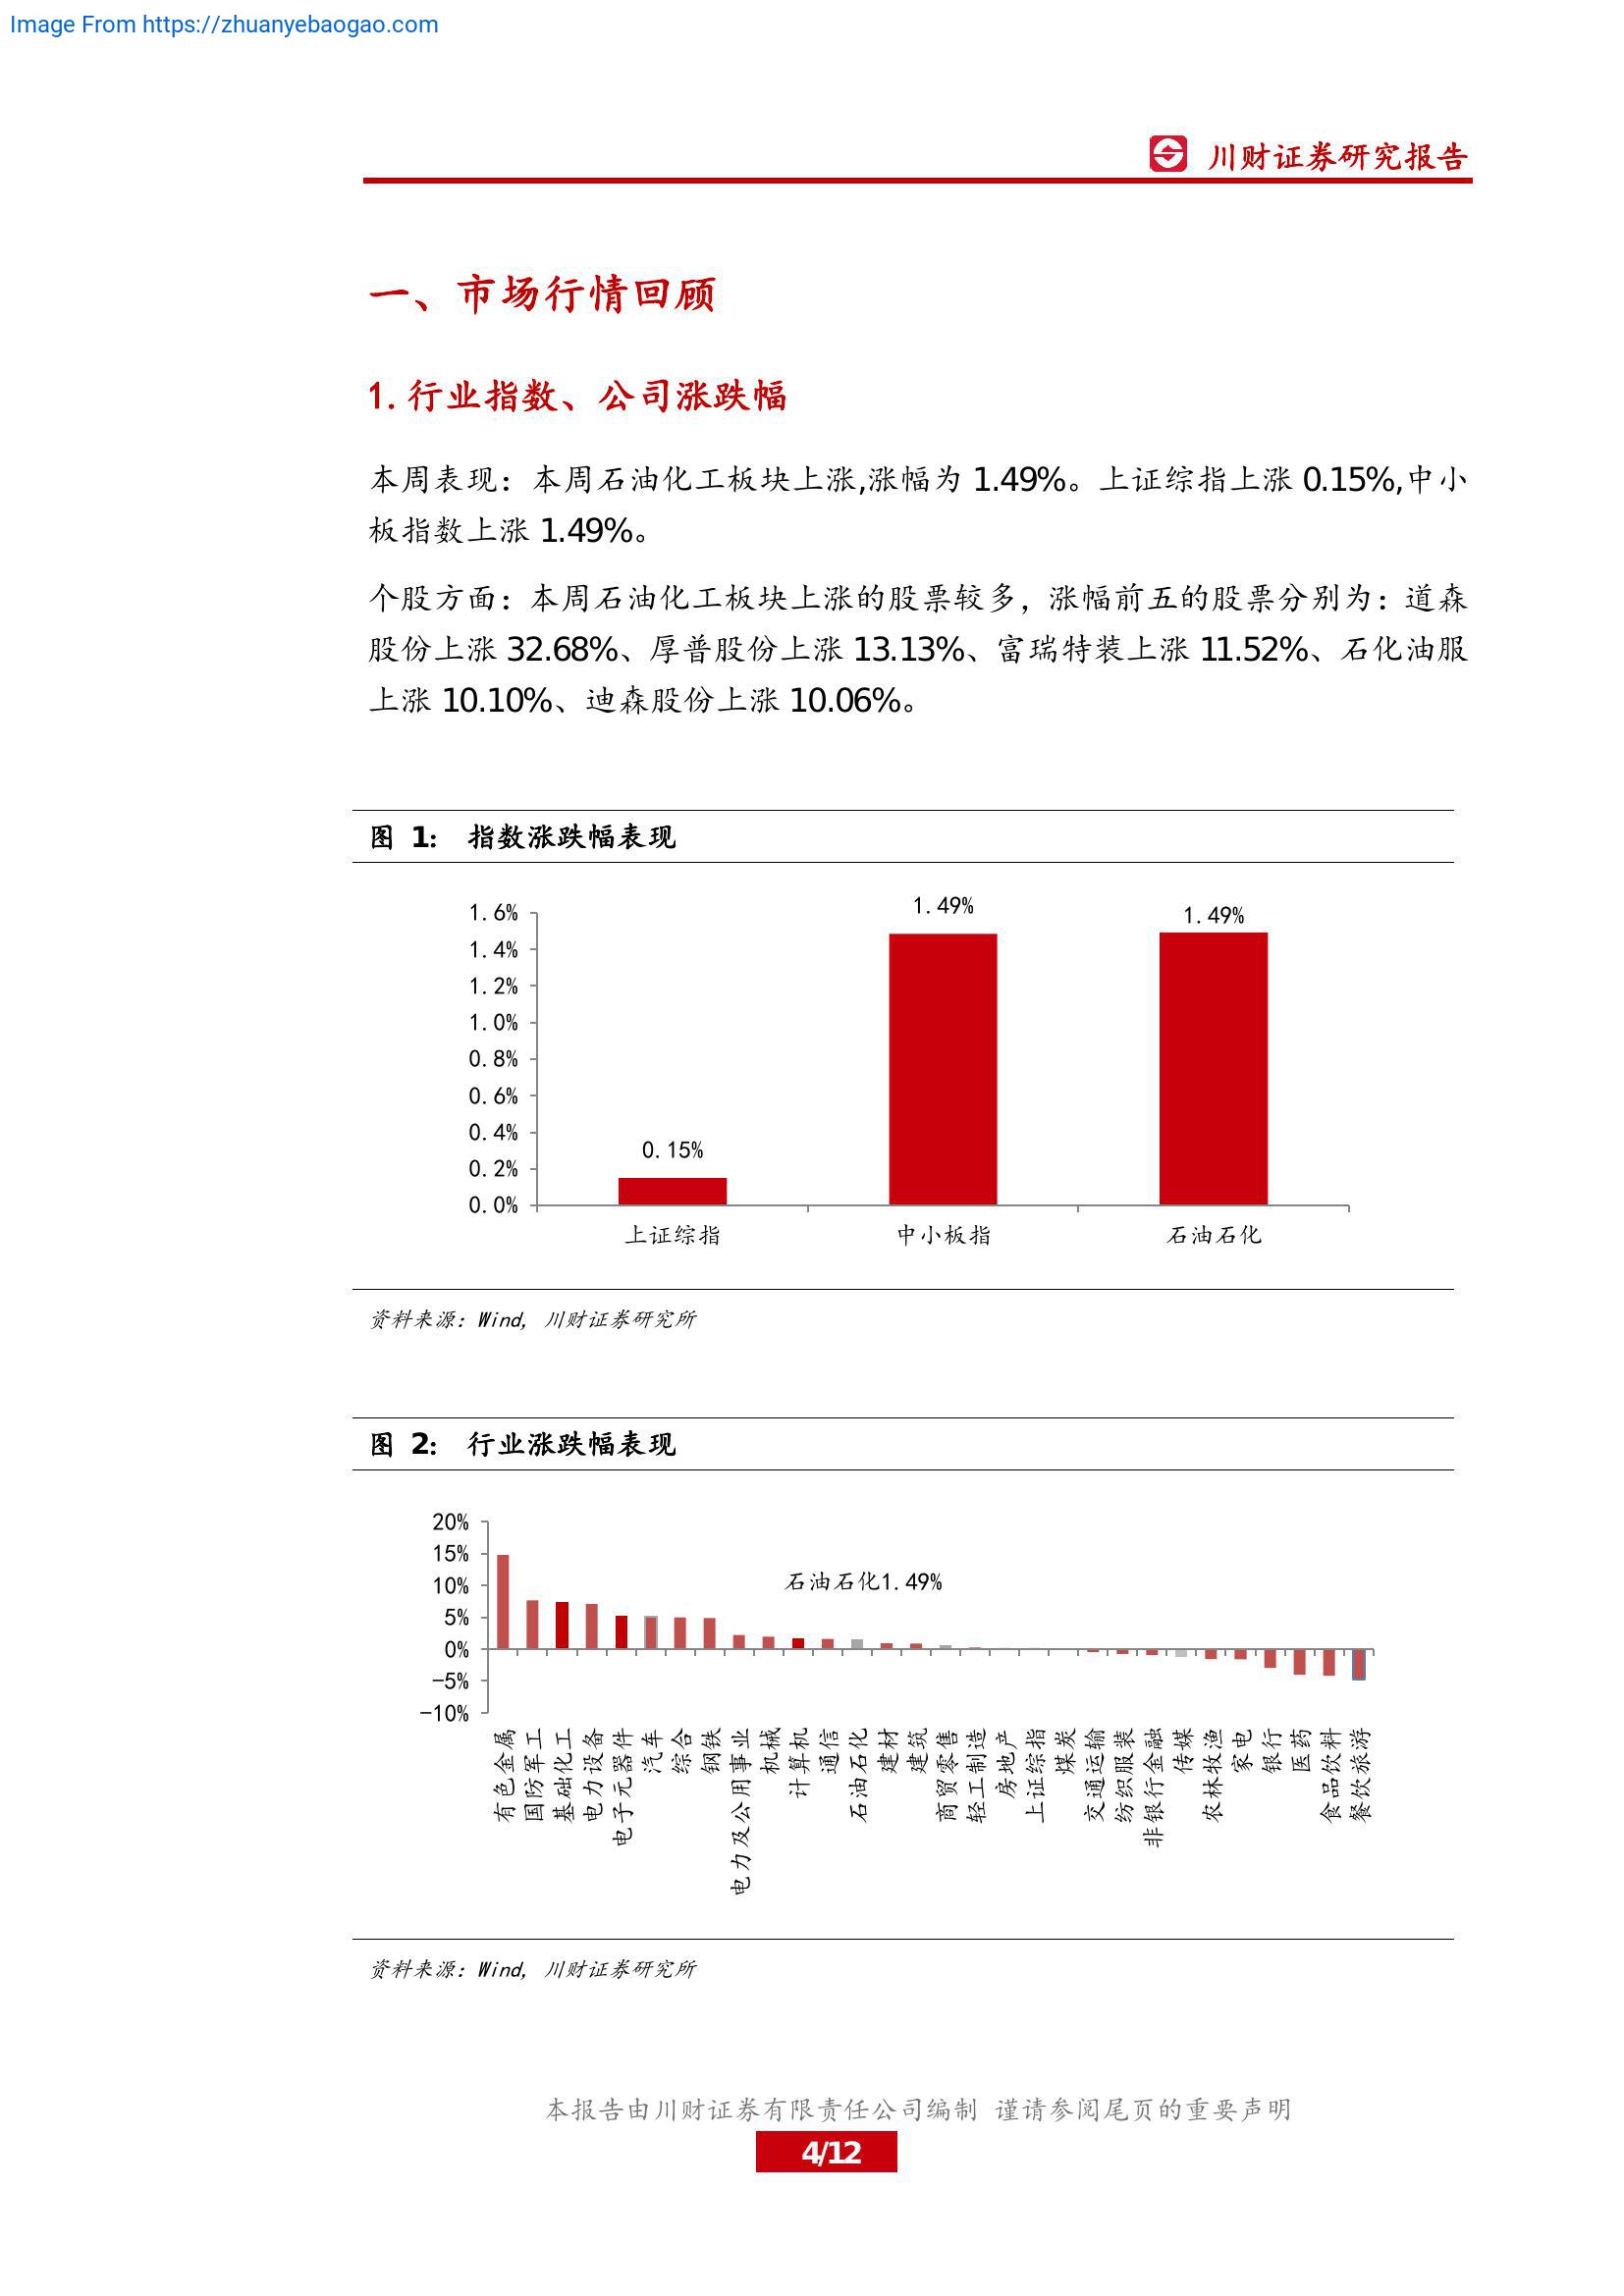 Image From https://zhuanyebaogao.com
川财证券研究报告
一、市场行情回顾
1.行业指数、公司涨跌幅
本周表现：本周石油化工板块上涨,涨幅为 1.49%。上证综指上涨 0.15%,中小
板指数上涨 1.49%。
个股方面：本周石油化工板块上涨的股票较多，涨幅前五的股票分别为：道森
股份上涨 32.68%、厚普股份上涨 13.13%、富瑞特装上涨 11.52%、石化油服
上涨 10.10%、迪森股份上涨 10.06%。
图 1： 指数涨跌幅表现
1.6%
1.4%
1.2%
1.0%
0.8%
0.6%
0.4%
0.2%
0.0%
0.15%
1.49%
1.49%
上证综指
中小板指
石油石化
资料来源：Wind, 川财证券研究所
图 2： 行业涨跌幅表现
20%
15%
10%
5%
0%
-5%
-10%
石油石化1.49%
有色金属
国防军工
基础化工
电力设备
电子元器件
汽车
综合
钢铁
电力及公用事业
机械
计算机
通信
石油石化
建材
建筑
商贸零售
轻工制造
房地产
上证综指
煤炭
交通运输
纺织服装
非银行金融
传媒
农林牧渔
家电
银行
医药
食品饮料
餐饮旅游
资料来源：Wind, 川财证券研究所
本报告由川财证券有限责任公司编制 谨请参阅尾页的重要声明
4/12